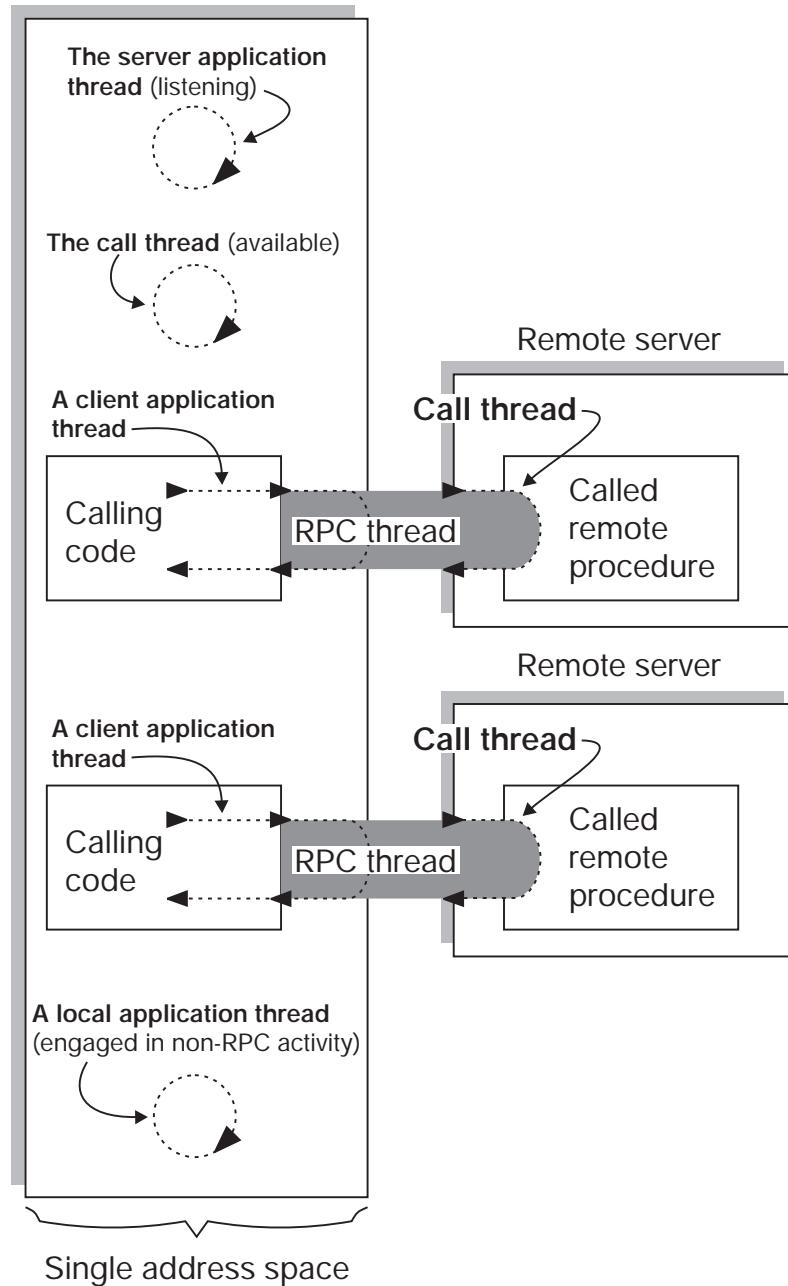 The server application
thread (listening)
The call thread (available)
Remote server
A client application
thread
Call thread
Calling
code
RPC thread
Called
remote
procedure
Remote server
A client application
thread
Call thread
Calling
code
RPC thread
Called
remote
procedure
A local application thread
(engaged in non-RPC activity)
Single address space